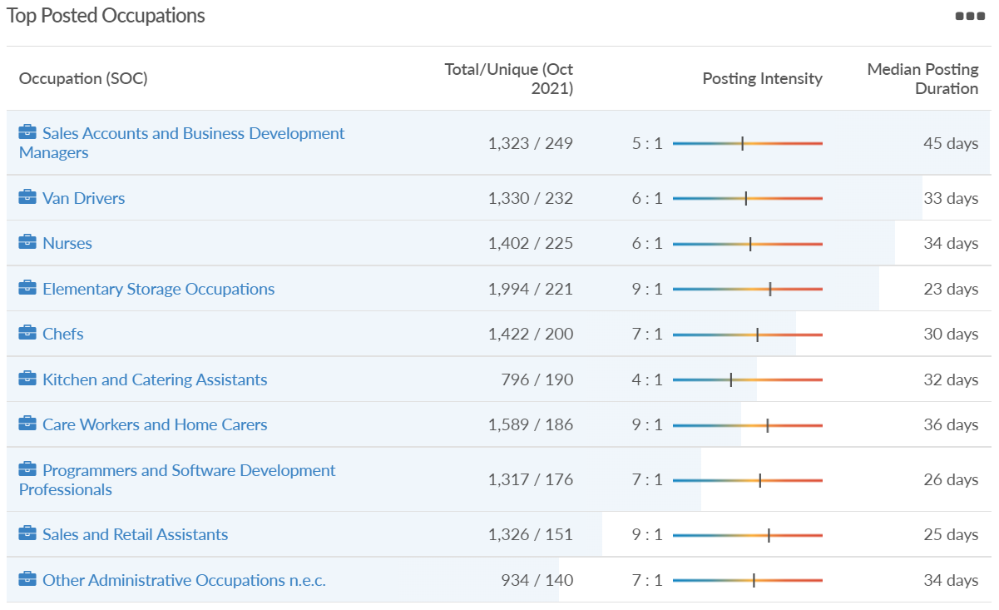 Top Posted Occupations
Occupation (SOC) Total/Unique (Oct 2021) Posting Intensity Median Posting Duration
Sales Accounts and Business Development Managers 1,323 / 249 5 : 1 45 days
Van Drivers 1,330 / 232 6 : 1 33 days
Nurses 1,402 / 225 6 : 1 34 days
Elementary Storage Occupations 1,994 / 221 9 : 1 23 days
Chefs 1,422 / 200 7 : 1 30 days
Kitchen and Catering Assistants 796 / 190 4 : 1 32 days
Care Workers and Home Carers 1,589 / 186 9 : 1 36 days
Programmers and Software Development Professionals 1,317 / 176 7 : 1 26 days
Sales and Retail Assistants 1,326 / 151 9 : 1 25 days
Other Administrative Occupations n.e.c. 934 / 140 7 : 1 34 days